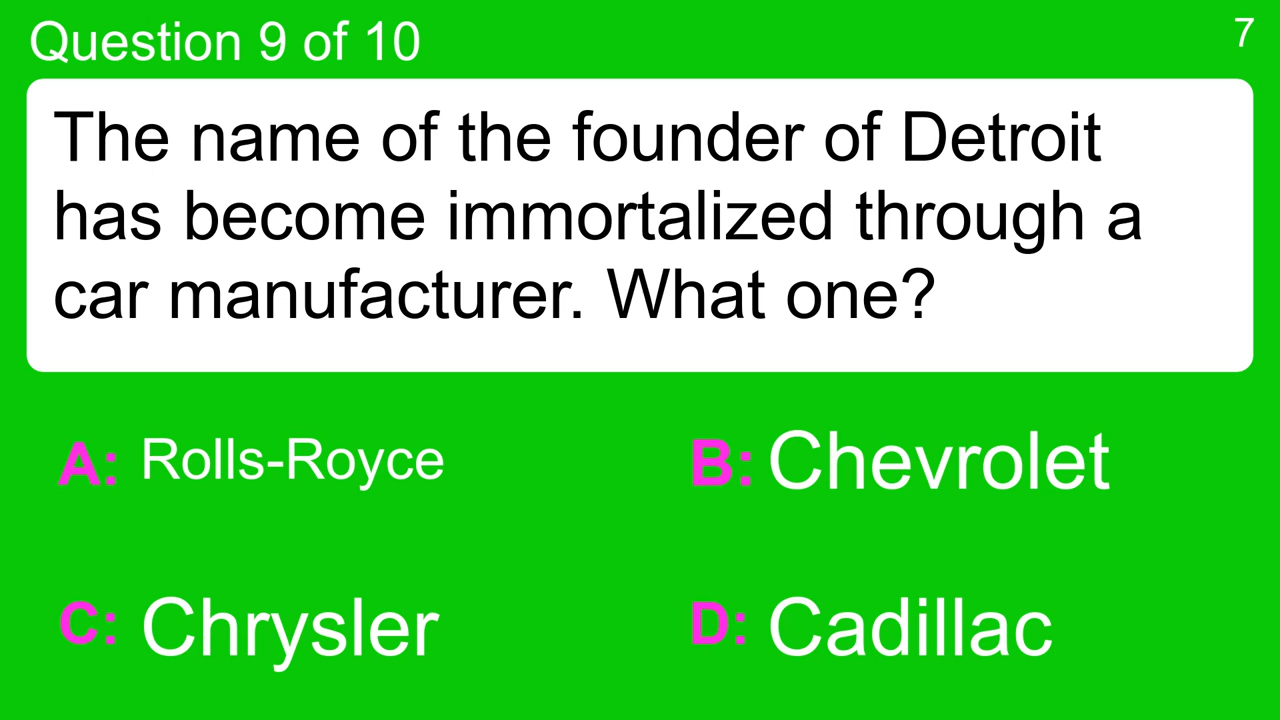 Question 9 of 10
7
The name of the founder of Detroit
has become immortalized through a
car manufacturer. What one?
A: Rolls-Royce
B: Chevrolet
C: Chrysler
D: Cadillac